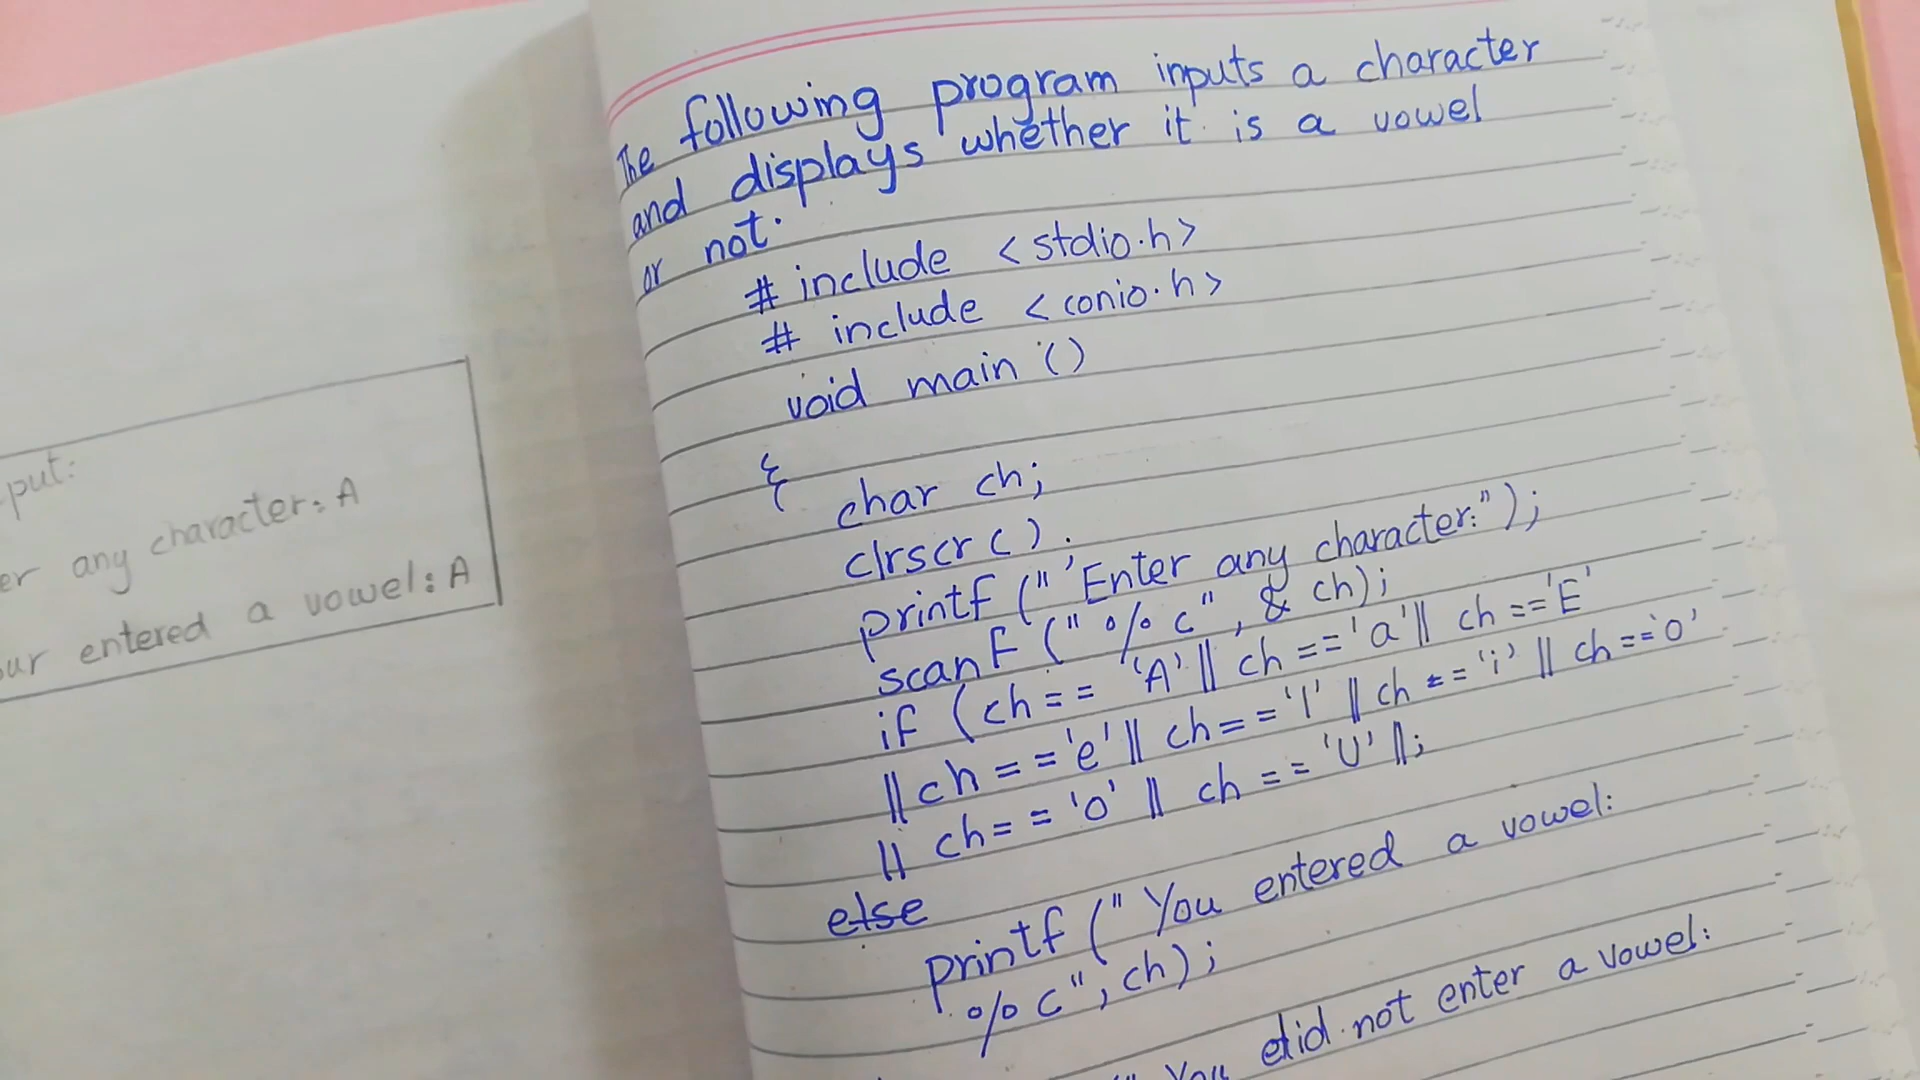 put:
er any character: A
our entered a vowel: A
The following program inputs a character
and displays whether it is a vowel
or not.
# include <stdio.h>
# include <conio.h>
void main ()
{
char ch;
clrscr ();
printf ("Enter any character:");
scanf ("%c", & ch);
if (ch == 'A' || ch == 'a' || ch == 'E'
|| ch == 'e' || ch == 'I' || ch == 'i' || ch == 'o'
|| ch == 'o' || ch == 'U' ||;
else
printf ("You entered a vowel:
%c", ch);
" You did not enter a vowel: